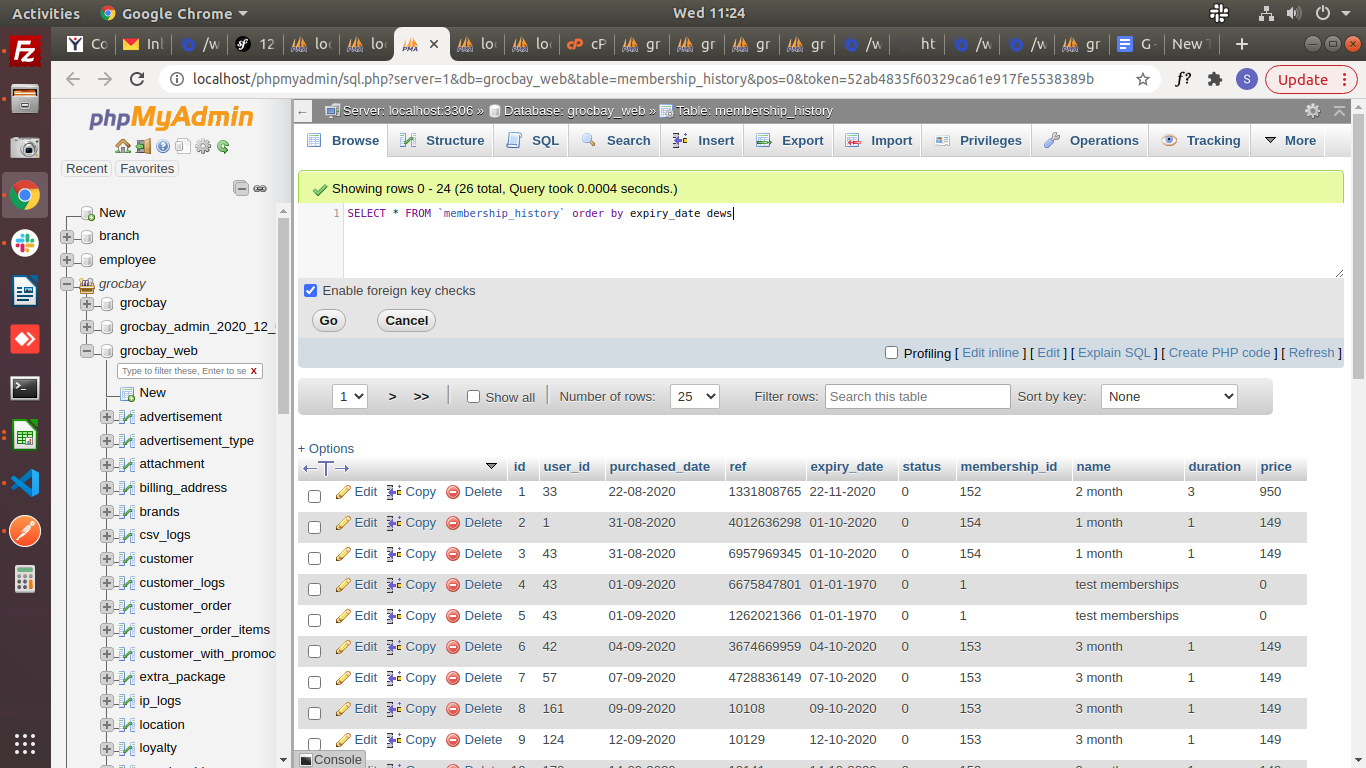 Activities Google Chrome Wed 11:24
Co Inl /w 12 loc loc loc loc cP gr gr gr gr /w ht /w /w gr G - New T
localhost/phpmyadmin/sql.php?server=1&db=grocbay_web&table=membership_history&pos=0&token=52ab4835f60329ca61e917fe5538389b f? S Update
phpMyAdmin
Recent Favorites
New
branch
employee
grocbay
grocbay
grocbay_admin_2020_12_
grocbay_web
Type to filter these, Enter to se X
New
advertisement
advertisement_type
attachment
billing_address
brands
csv_logs
customer
customer_logs
customer_order
customer_order_items
customer_with_promoc
extra_package
ip_logs
location
loyalty
Server: localhost:3306 » Database: grocbay_web » Table: membership_history
Browse Structure SQL Search Insert Export Import Privileges Operations Tracking More
Showing rows 0 - 24 (26 total, Query took 0.0004 seconds.)
1 SELECT * FROM `membership_history` order by expiry_date dews
Enable foreign key checks
Go Cancel
Profiling [ Edit inline ] [ Edit ] [ Explain SQL ] [ Create PHP code ] [ Refresh ]
1 > >> Show all Number of rows: 25 Filter rows: Search this table Sort by key: None
+ Options
←T→ id user_id purchased_date ref expiry_date status membership_id name duration price
Edit Copy Delete 1 33 22-08-2020 1331808765 22-11-2020 0 152 2 month 3 950
Edit Copy Delete 2 1 31-08-2020 4012636298 01-10-2020 0 154 1 month 1 149
Edit Copy Delete 3 43 31-08-2020 6957969345 01-10-2020 0 154 1 month 1 149
Edit Copy Delete 4 43 01-09-2020 6675847801 01-01-1970 0 1 test memberships 0
Edit Copy Delete 5 43 01-09-2020 1262021366 01-01-1970 0 1 test memberships 0
Edit Copy Delete 6 42 04-09-2020 3674669959 04-10-2020 0 153 3 month 1 149
Edit Copy Delete 7 57 07-09-2020 4728836149 07-10-2020 0 153 3 month 1 149
Edit Copy Delete 8 161 09-09-2020 10108 09-10-2020 0 153 3 month 1 149
Edit Copy Delete 9 124 12-09-2020 10129 12-10-2020 0 153 3 month 1 149
Console